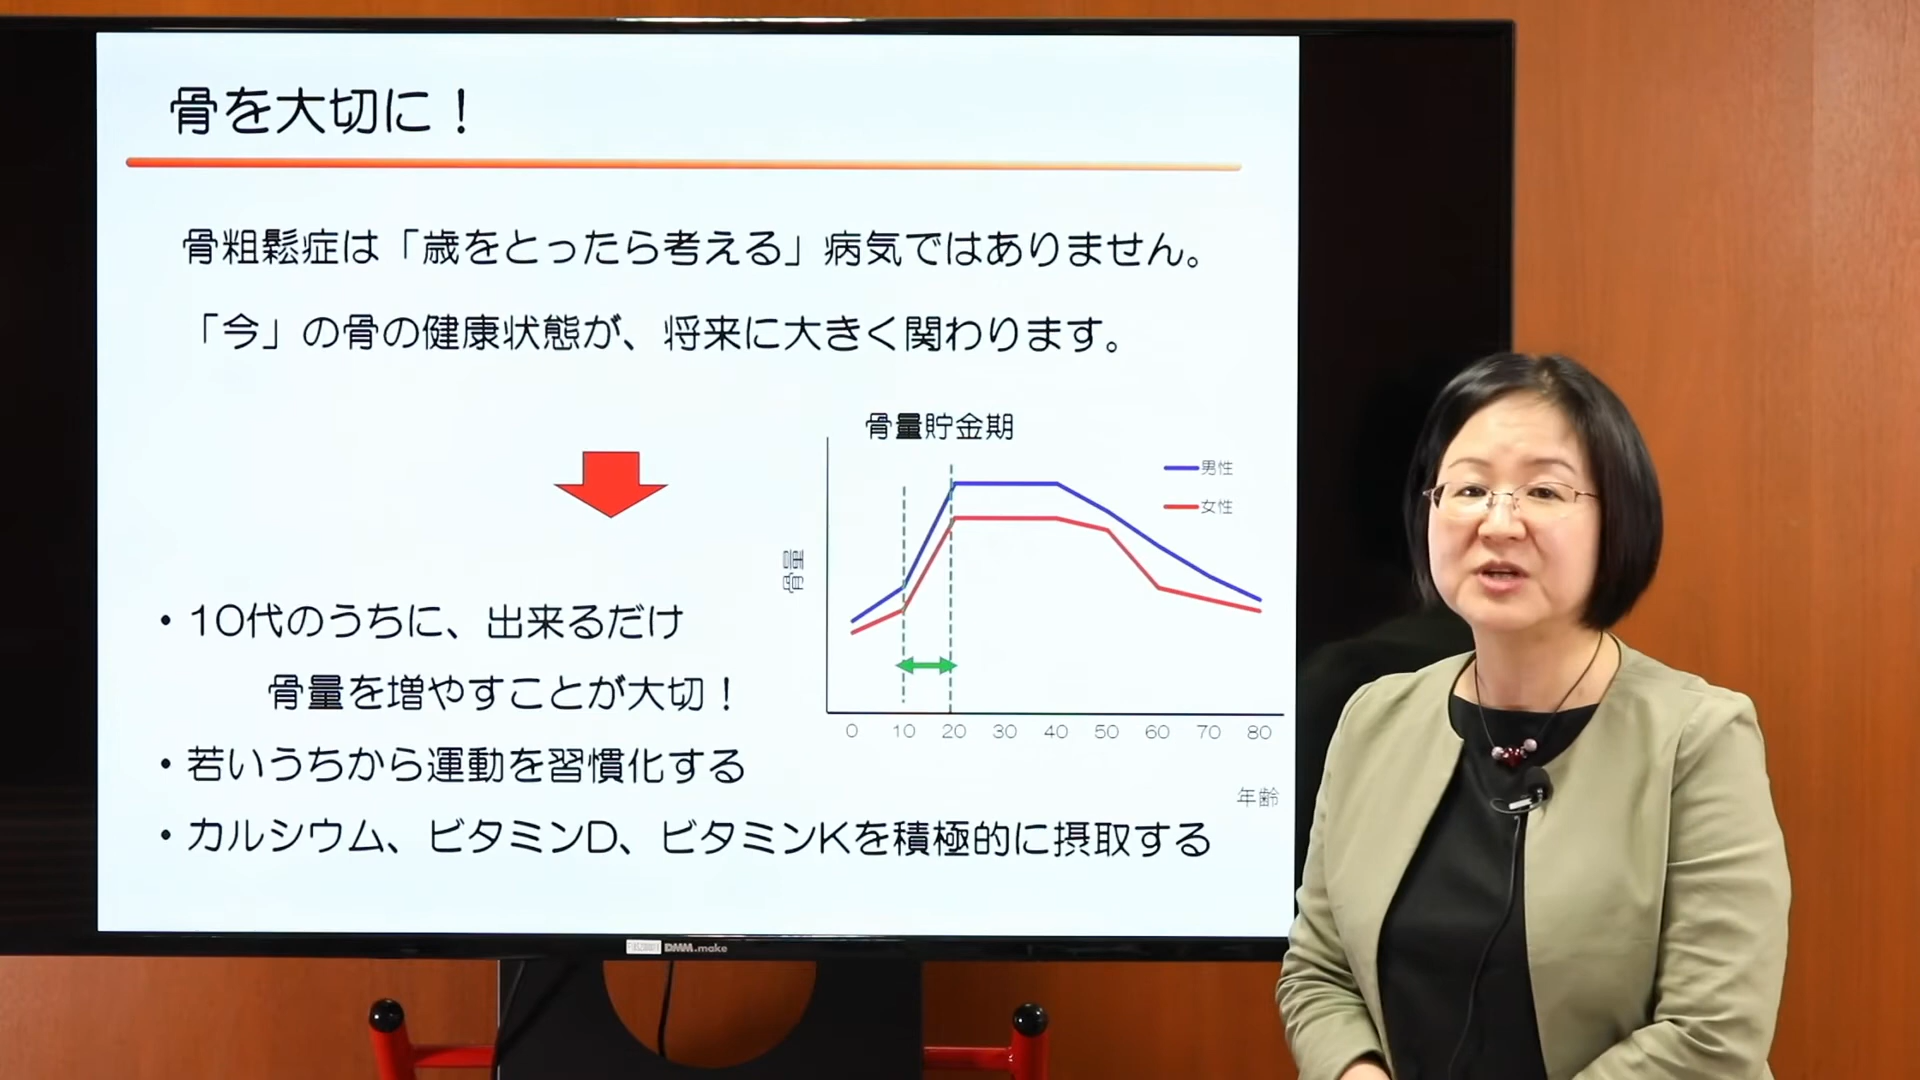 骨を大切に！
骨粗鬆症は「歳をとったら考える」病気ではありません。
「今」の骨の健康状態が、将来に大きく関わります。
骨量貯金期
男性
女性
骨量
0 10 20 30 40 50 60 70 80
年齢
・10代のうちに、出来るだけ
骨量を増やすことが大切！
・若いうちから運動を習慣化する
・カルシウム、ビタミンD、ビタミンKを積極的に摂取する
DMM.make